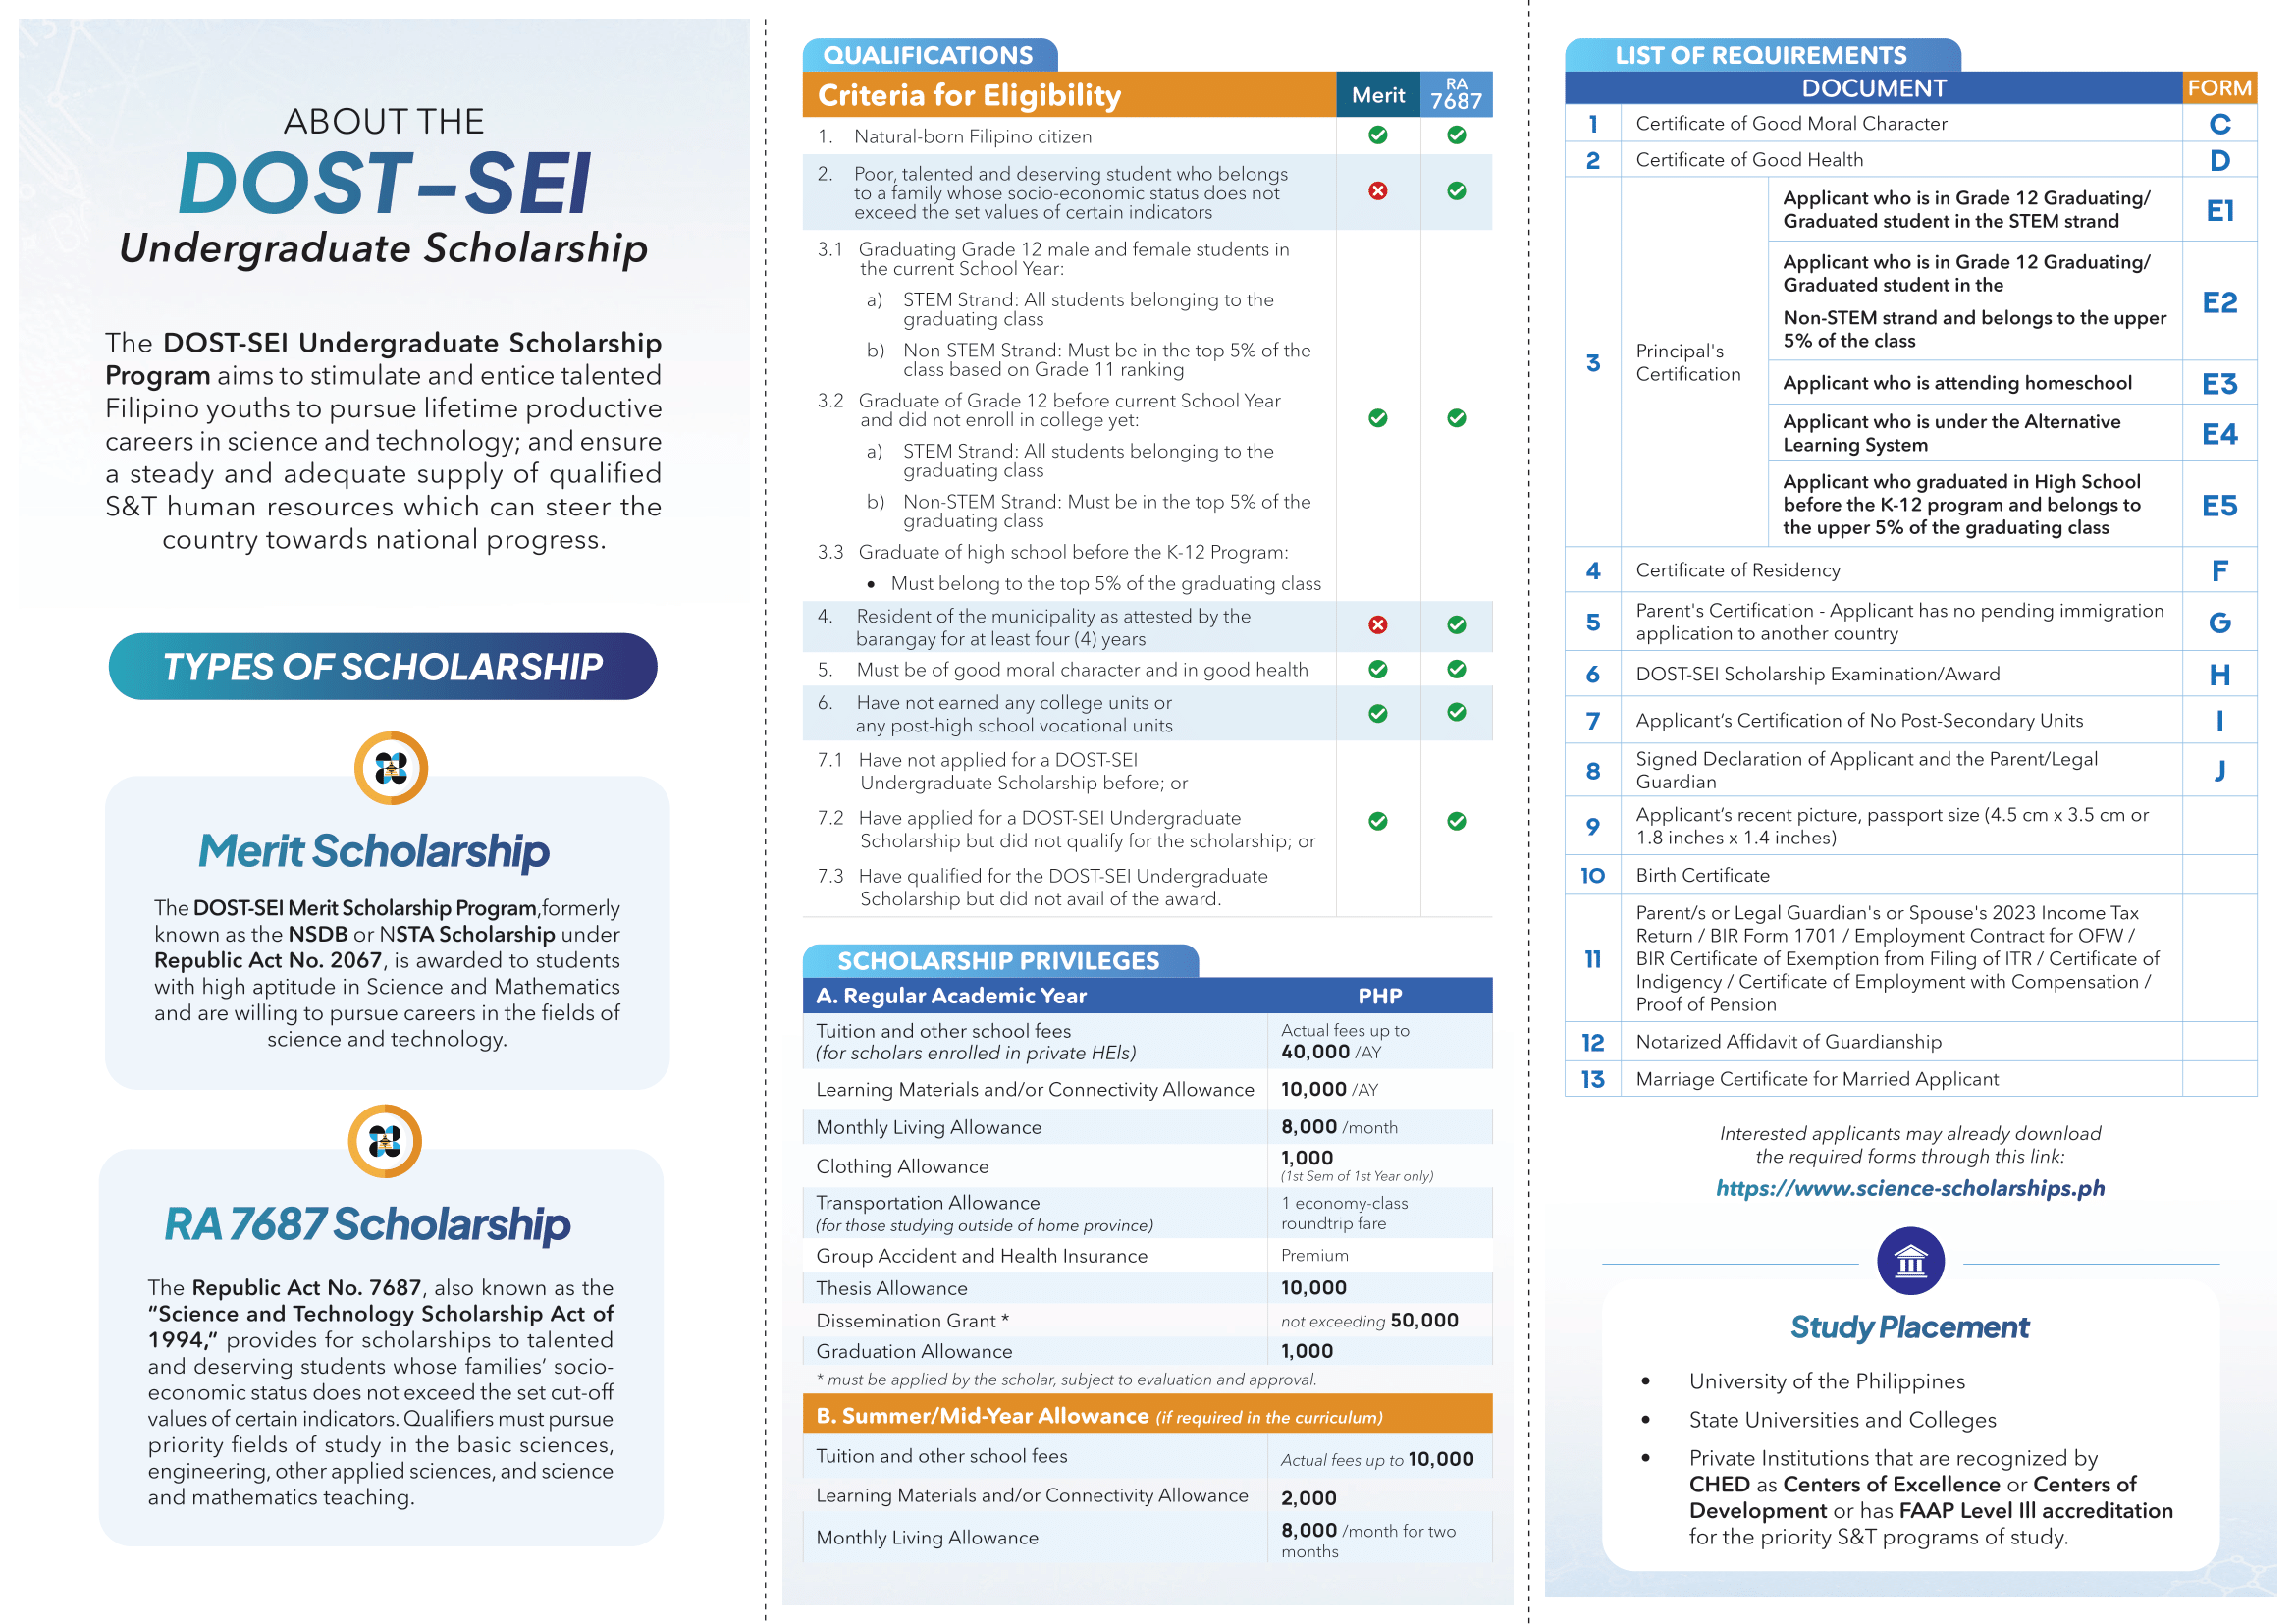 ABOUT THE
DOST-SEI
Undergraduate Scholarship
The DOST-SEI Undergraduate Scholarship
Program aims to stimulate and entice talented
Filipino youths to pursue lifetime productive
careers in science and technology; and ensure
a steady and adequate supply of qualified
S&T human resources which can steer the
country towards national progress.
TYPES OF SCHOLARSHIP
Merit Scholarship
The DOST-SEI Merit Scholarship Program,formerly
known as the NSDB or NSTA Scholarship under
Republic Act No. 2067, is awarded to students
with high aptitude in Science and Mathematics
and are willing to pursue careers in the fields of
science and technology.
RA 7687 Scholarship
The Republic Act No. 7687, also known as the
"Science and Technology Scholarship Act of
1994," provides for scholarships to talented
and deserving students whose families' socio-
economic status does not exceed the set cut-off
values of certain indicators. Qualifiers must pursue
priority fields of study in the basic sciences,
engineering, other applied sciences, and science
and mathematics teaching.
QUALIFICATIONS
Criteria for Eligibility Merit RA 7687
1. Natural-born Filipino citizen
2. Poor, talented and deserving student who belongs
to a family whose socio-economic status does not
exceed the set values of certain indicators
3.1 Graduating Grade 12 male and female students in
the current School Year:
a) STEM Strand: All students belonging to the
graduating class
b) Non-STEM Strand: Must be in the top 5% of the
class based on Grade 11 ranking
3.2 Graduate of Grade 12 before current School Year
and did not enroll in college yet:
a) STEM Strand: All students belonging to the
graduating class
b) Non-STEM Strand: Must be in the top 5% of the
graduating class
3.3 Graduate of high school before the K-12 Program:
• Must belong to the top 5% of the graduating class
4. Resident of the municipality as attested by the
barangay for at least four (4) years
5. Must be of good moral character and in good health
6. Have not earned any college units or
any post-high school vocational units
7.1 Have not applied for a DOST-SEI
Undergraduate Scholarship before; or
7.2 Have applied for a DOST-SEI Undergraduate
Scholarship but did not qualify for the scholarship; or
7.3 Have qualified for the DOST-SEI Undergraduate
Scholarship but did not avail of the award.
SCHOLARSHIP PRIVILEGES
A. Regular Academic Year PHP
Tuition and other school fees
(for scholars enrolled in private HEIs)
Actual fees up to
40,000 /AY
Learning Materials and/or Connectivity Allowance 10,000 /AY
Monthly Living Allowance 8,000 /month
Clothing Allowance 1,000
(1st Sem of 1st Year only)
Transportation Allowance
(for those studying outside of home province)
1 economy-class
roundtrip fare
Group Accident and Health Insurance Premium
Thesis Allowance 10,000
Dissemination Grant * not exceeding 50,000
Graduation Allowance 1,000
* must be applied by the scholar, subject to evaluation and approval.
B. Summer/Mid-Year Allowance (if required in the curriculum)
Tuition and other school fees Actual fees up to 10,000
Learning Materials and/or Connectivity Allowance 2,000
Monthly Living Allowance 8,000 /month for two
months
LIST OF REQUIREMENTS
DOCUMENT FORM
1 Certificate of Good Moral Character C
2 Certificate of Good Health D
3 Principal's
Certification
Applicant who is in Grade 12 Graduating/
Graduated student in the STEM strand
E1
Applicant who is in Grade 12 Graduating/
Graduated student in the
Non-STEM strand and belongs to the upper
5% of the class
E2
Applicant who is attending homeschool E3
Applicant who is under the Alternative
Learning System
E4
Applicant who graduated in High School
before the K-12 program and belongs to
the upper 5% of the graduating class
E5
4 Certificate of Residency F
5 Parent's Certification - Applicant has no pending immigration
application to another country
G
6 DOST-SEI Scholarship Examination/Award H
7 Applicant's Certification of No Post-Secondary Units I
8 Signed Declaration of Applicant and the Parent/Legal
Guardian
J
9 Applicant's recent picture, passport size (4.5 cm x 3.5 cm or
1.8 inches x 1.4 inches)
10 Birth Certificate
11 Parent/s or Legal Guardian's or Spouse's 2023 Income Tax
Return / BIR Form 1701 / Employment Contract for OFW /
BIR Certificate of Exemption from Filing of ITR / Certificate of
Indigency / Certificate of Employment with Compensation /
Proof of Pension
12 Notarized Affidavit of Guardianship
13 Marriage Certificate for Married Applicant
Interested applicants may already download
the required forms through this link:
https://www.science-scholarships.ph
Study Placement
• University of the Philippines
• State Universities and Colleges
• Private Institutions that are recognized by
CHED as Centers of Excellence or Centers of
Development or has FAAP Level III accreditation
for the priority S&T programs of study.